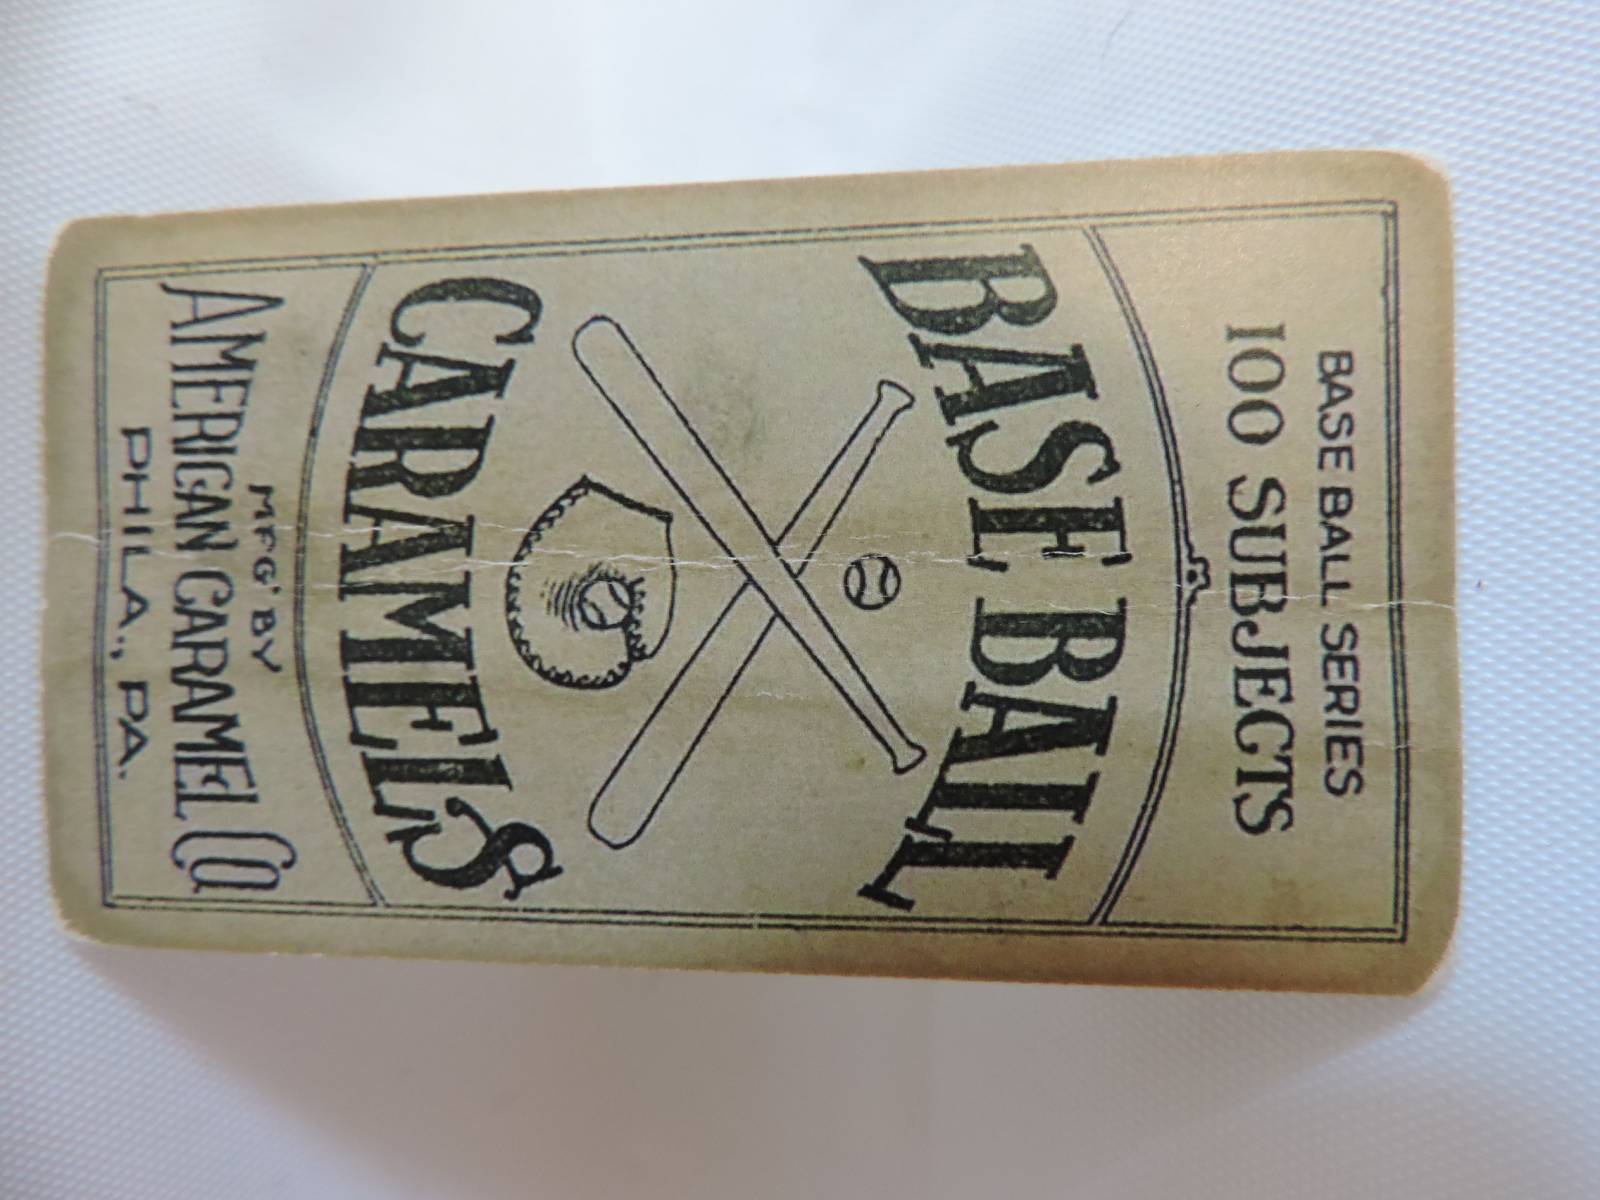 BASE BALL SERIES
100 SUBJECTS
BASE BALL
CARAMELS
MFG' BY
AMERICAN CARAMEL CO
PHILA., PA.